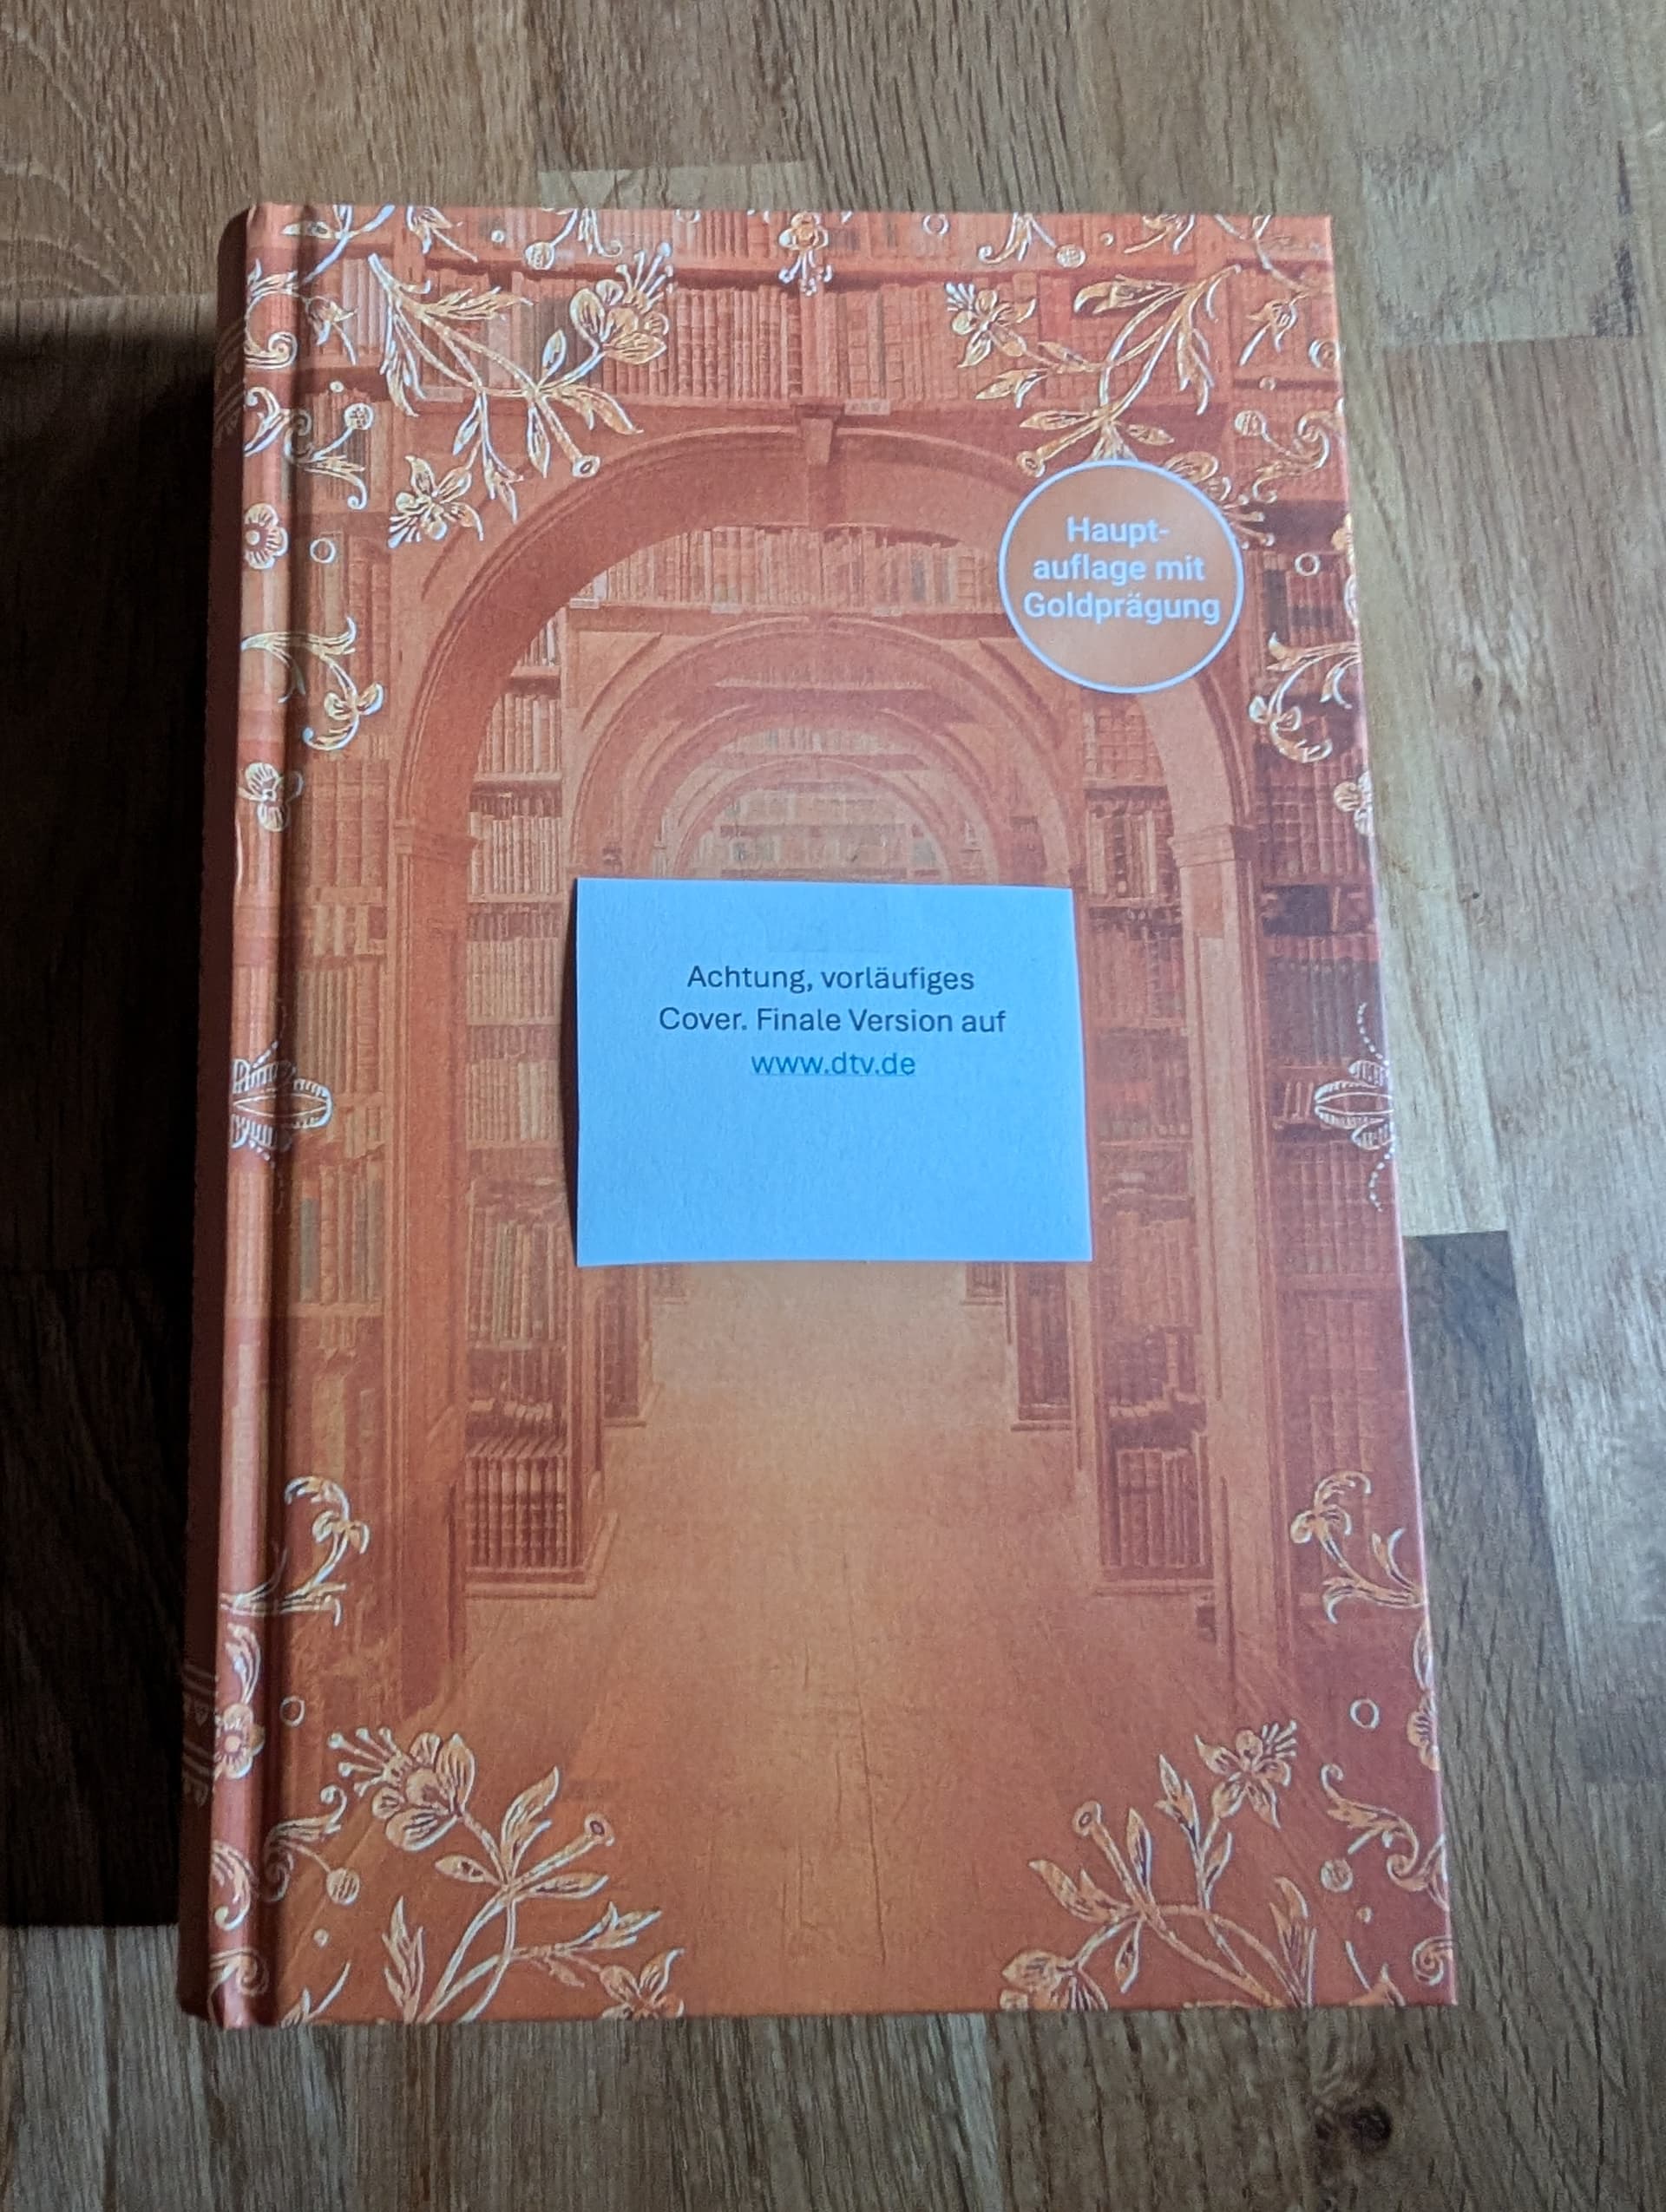 Haupt-
auflage mit
Goldprägung
Achtung, vorläufiges
Cover. Finale Version auf
www.dtv.de